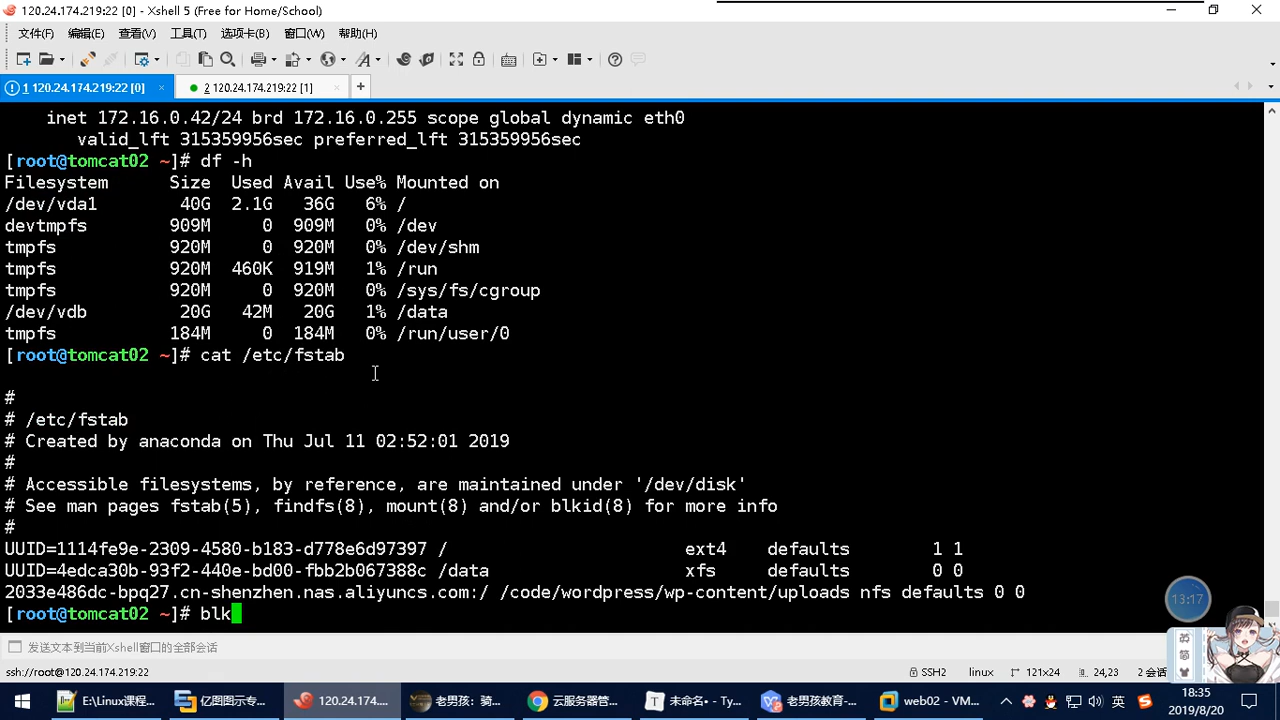 120.24.174.219:22 [0] - Xshell 5 (Free for Home/School)
文件(F) 编辑(E) 查看(V) 工具(T) 选项卡(B) 窗口(W) 帮助(H)
1 120.24.174.219:22 [0] × 2 120.24.174.219:22 [1] × +
inet 172.16.0.42/24 brd 172.16.0.255 scope global dynamic eth0
valid_lft 315359956sec preferred_lft 315359956sec
[root@tomcat02 ~]# df -h
Filesystem Size Used Avail Use% Mounted on
/dev/vda1 40G 2.1G 36G 6% /
devtmpfs 909M 0 909M 0% /dev
tmpfs 920M 0 920M 0% /dev/shm
tmpfs 920M 460K 919M 1% /run
tmpfs 920M 0 920M 0% /sys/fs/cgroup
/dev/vdb 20G 42M 20G 1% /data
tmpfs 184M 0 184M 0% /run/user/0
[root@tomcat02 ~]# cat /etc/fstab
#
# /etc/fstab
# Created by anaconda on Thu Jul 11 02:52:01 2019
#
# Accessible filesystems, by reference, are maintained under '/dev/disk'
# See man pages fstab(5), findfs(8), mount(8) and/or blkid(8) for more info
#
UUID=1114fe9e-2309-4580-b183-d778e6d97397 / ext4 defaults 1 1
UUID=4edca30b-93f2-440e-bd00-fbb2b067388c /data xfs defaults 0 0
2033e486dc-bpq27.cn-shenzhen.nas.aliyuncs.com:/ /code/wordpress/wp-content/uploads nfs defaults 0 0
[root@tomcat02 ~]# blk
13:17
发送文本到当前Xshell窗口的全部会话
英
简
ssh://root@120.24.174.219:22 SSH2 linux 121x24 24,23 2 会话
E:\Linux课程... 亿图图示专... 120.24.174.... 老男孩：骑... 云服务器管... 未命名• - Ty... 老男孩教育-... web02 - VM... 英 18:35
2019/8/20